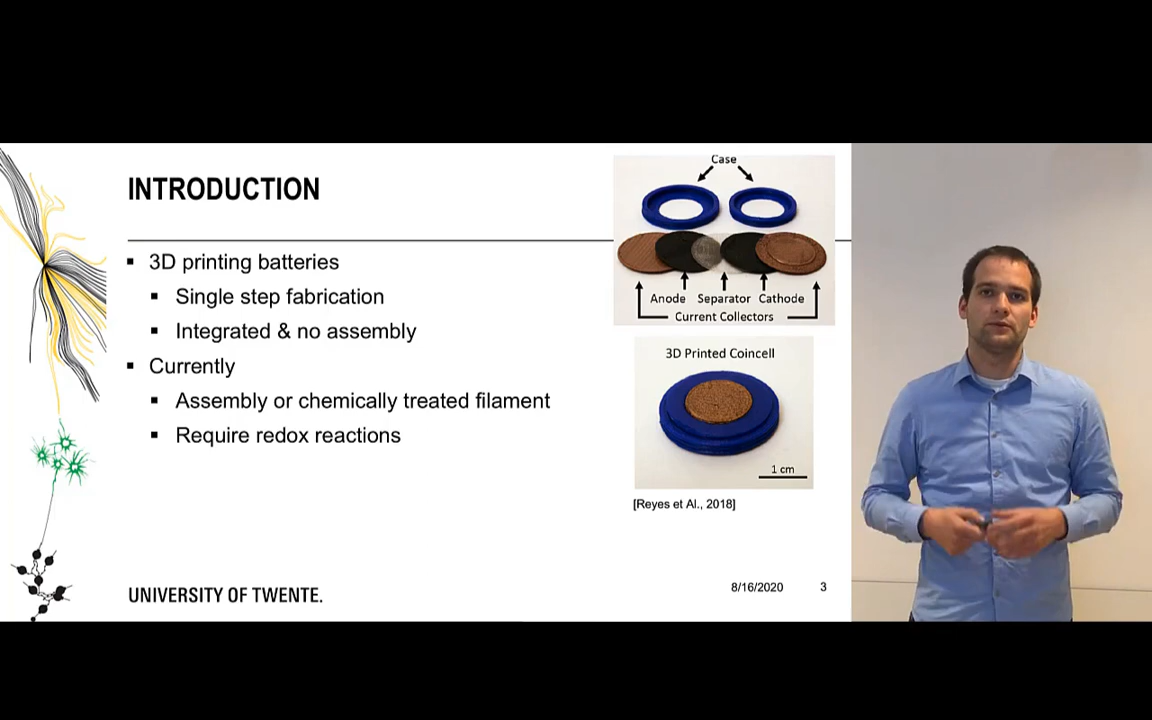 INTRODUCTION
▪ 3D printing batteries
▪ Single step fabrication
▪ Integrated & no assembly
▪ Currently
▪ Assembly or chemically treated filament
▪ Require redox reactions
Case
Anode Separator Cathode
Current Collectors
3D Printed Coincell
1 cm
[Reyes et Al., 2018]
UNIVERSITY OF TWENTE.
8/16/2020 3